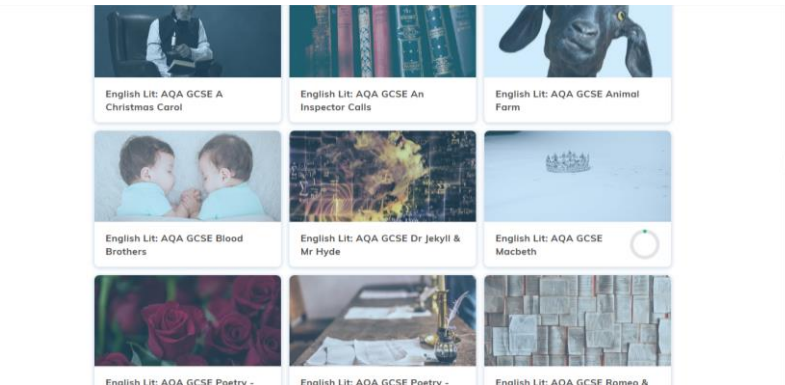 English Lit: AQA GCSE A
Christmas Carol
English Lit: AQA GCSE An
Inspector Calls
English Lit: AQA GCSE Animal
Farm
English Lit: AQA GCSE Blood
Brothers
English Lit: AQA GCSE Dr Jekyll &
Mr Hyde
English Lit: AQA GCSE
Macbeth
English Lit: AQA GCSE Poetry -
English Lit: AQA GCSE Poetry -
English Lit: AQA GCSE Romeo &